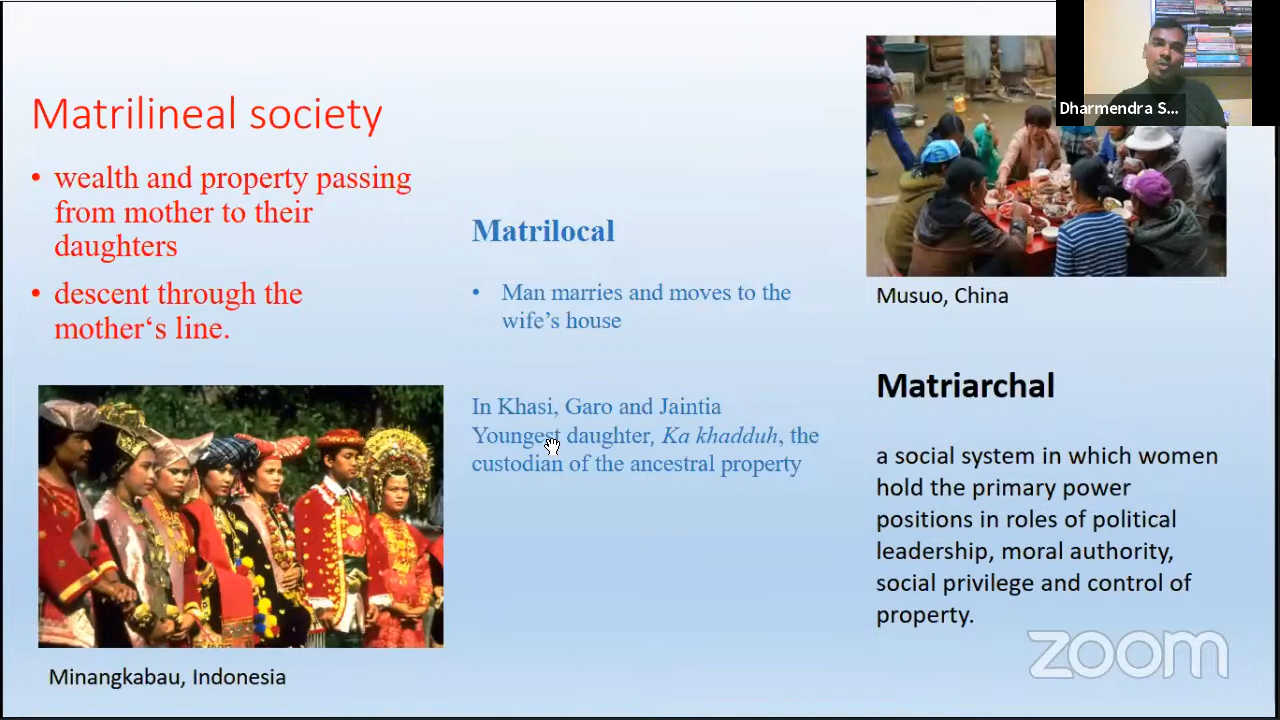 Matrilineal society
• wealth and property passing
from mother to their
daughters
• descent through the
mother‘s line.
Minangkabau, Indonesia
Matrilocal
• Man marries and moves to the
wife’s house
In Khasi, Garo and Jaintia
Youngest daughter, Ka khadduh, the
custodian of the ancestral property
Dharmendra S...
Musuo, China
Matriarchal
a social system in which women
hold the primary power
positions in roles of political
leadership, moral authority,
social privilege and control of
property.
zoom